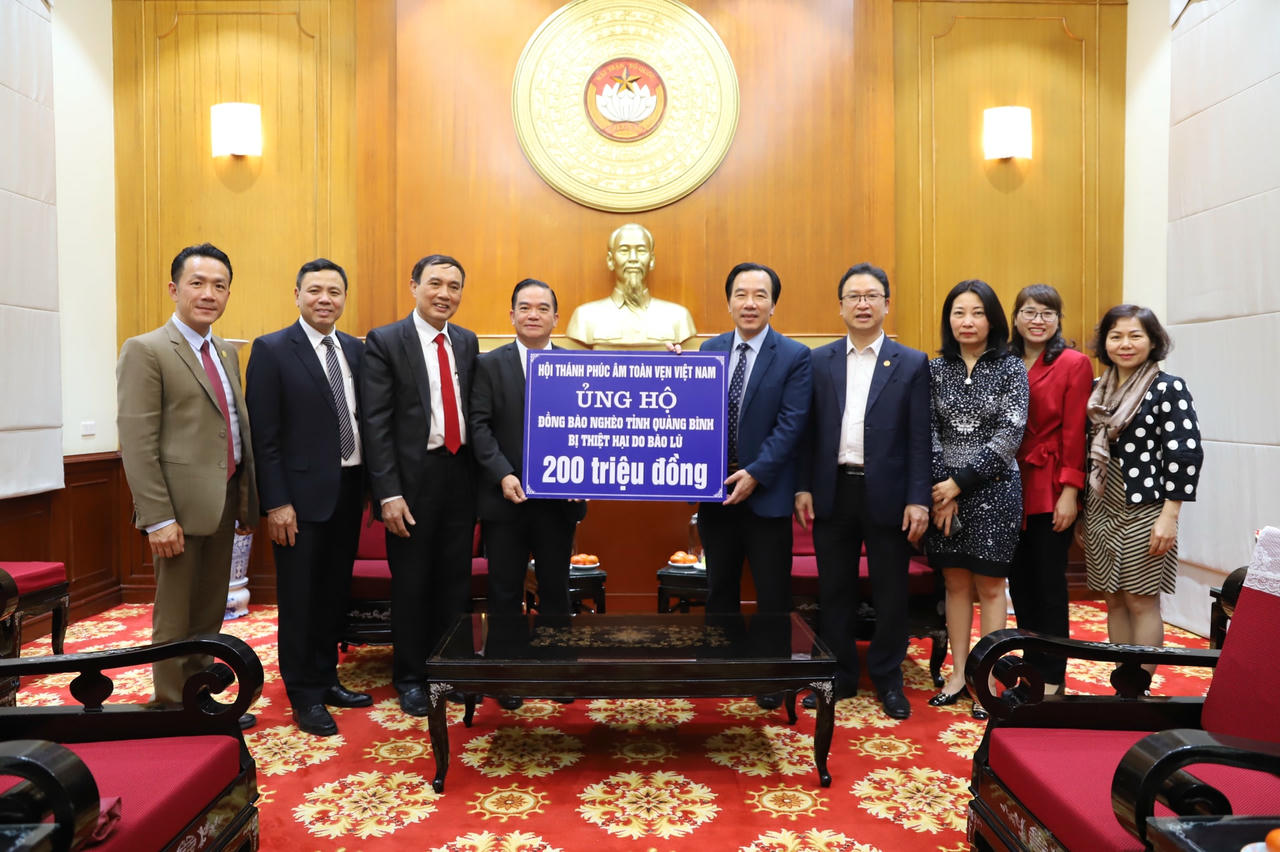 HỘI THÁNH PHÚC ÂM TOÀN VẸN VIỆT NAM
ỦNG HỘ
ĐỒNG BÀO NGHÈO TỈNH QUẢNG BÌNH
BỊ THIỆT HẠI DO BÃO LŨ
200 triệu đồng